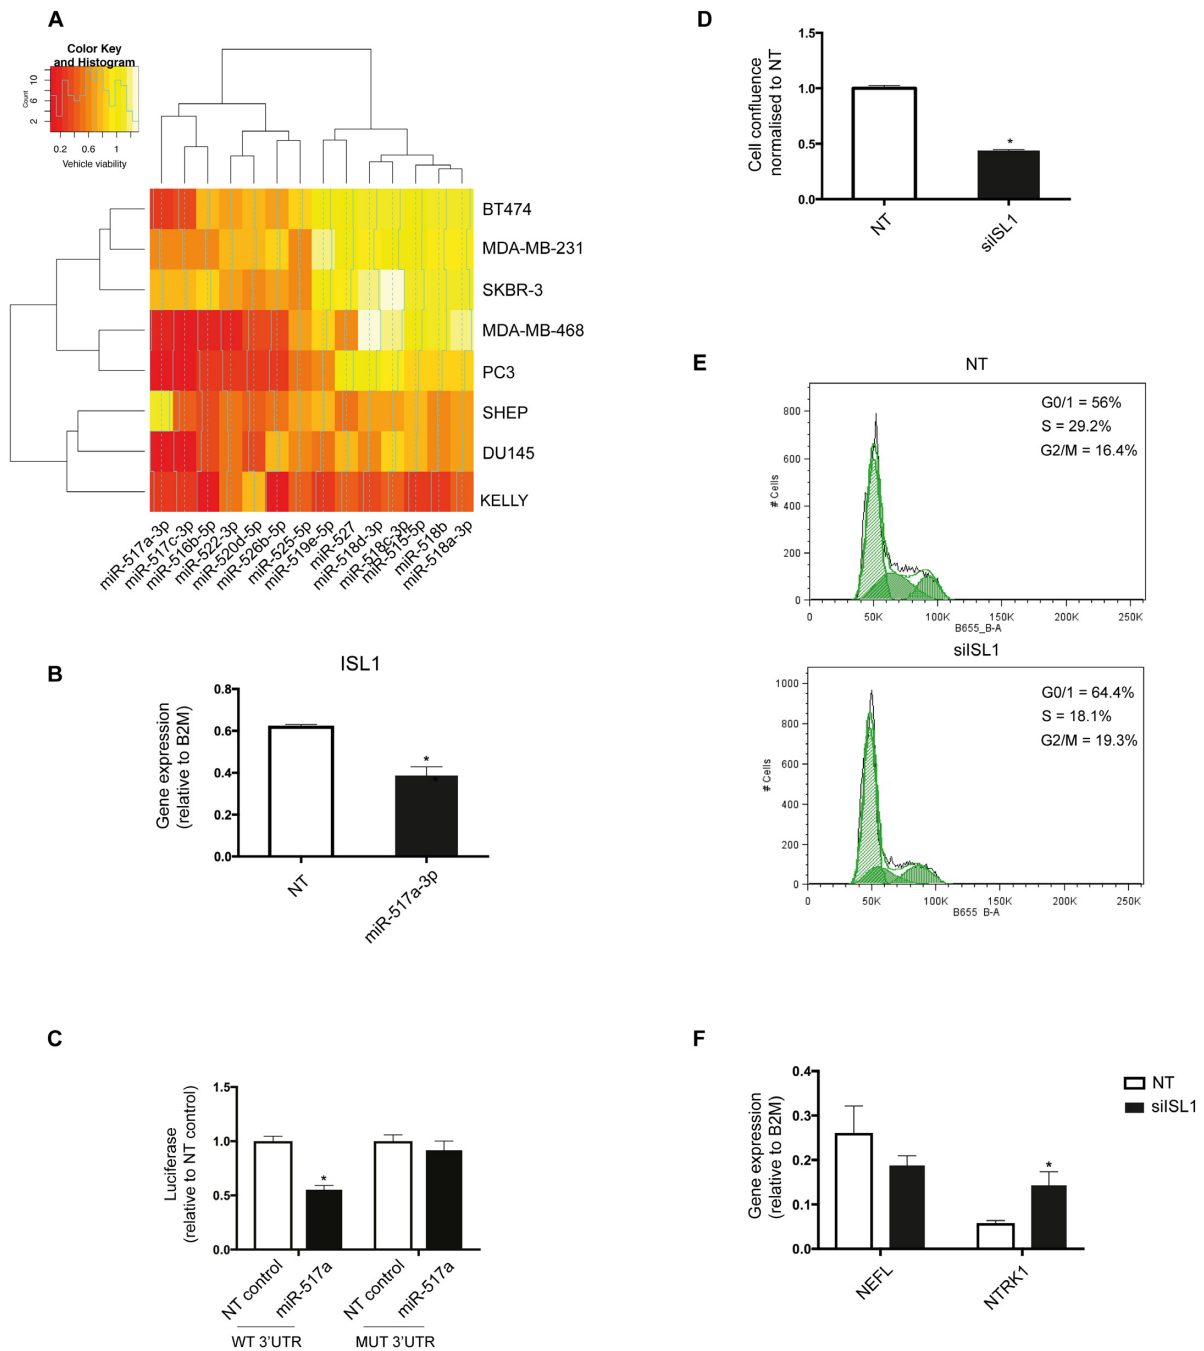 A
Color Key
and Histogram
Count
2 6 10
0.2 0.6 1
Vehicle viability
BT474
MDA-MB-231
SKBR-3
MDA-MB-468
PC3
SHEP
DU145
KELLY
miR-517a-3p
miR-517c-3p
miR-516b-5p
miR-522-3p
miR-520d-5p
miR-526b-5p
miR-525-5p
miR-519e-5p
miR-527
miR-518d-3p
miR-518c-3p
miR-515-5p
miR-518b
miR-518a-3p
B
ISL1
Gene expression
(relative to B2M)
0.8
0.6
0.4
0.2
0.0
*
NT
miR-517a-3p
C
Luciferase
(relative to NT control)
1.5
1.0
0.5
0.0
*
NT control
miR-517a
NT control
miR-517a
WT 3'UTR
MUT 3'UTR
D
Cell confluence
normalised to NT
1.5
1.0
0.5
0.0
*
NT
siISL1
E
NT
G0/1 = 56%
S = 29.2%
G2/M = 16.4%
# Cells
800
600
400
200
0
0 50K 100K 150K 200K 250K
B655_B-A
siISL1
G0/1 = 64.4%
S = 18.1%
G2/M = 19.3%
# Cells
1000
800
600
400
200
0
0 50K 100K 150K 200K 250K
B655 B-A
F
Gene expression
(relative to B2M)
0.4
0.3
0.2
0.1
0.0
*
NEFL
NTRK1
NT
siISL1